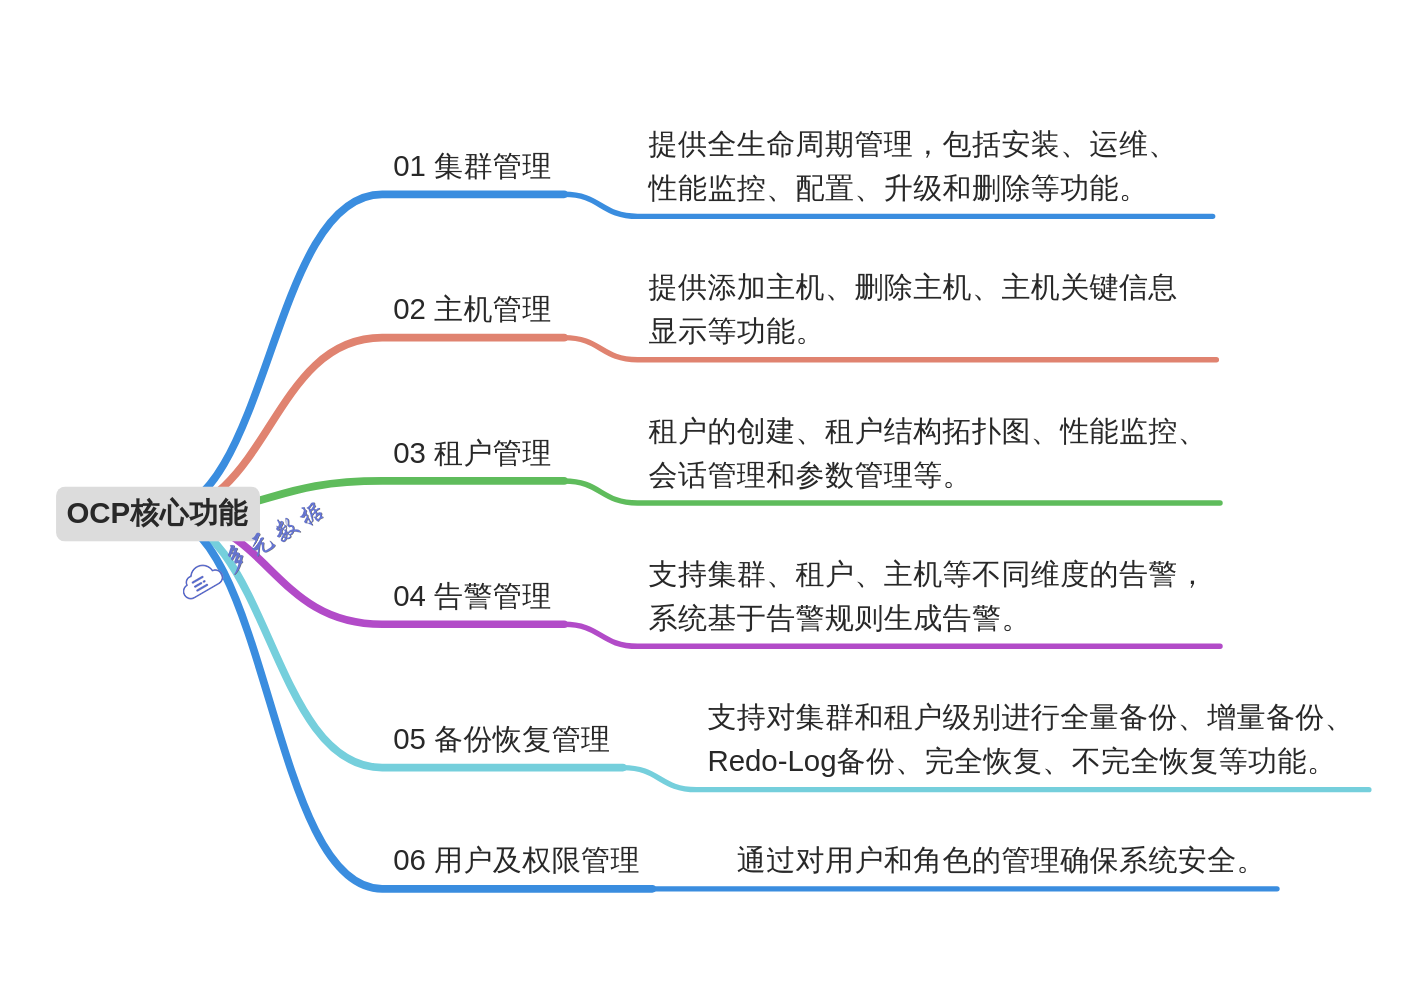 01 集群管理
提供全生命周期管理，包括安装、运维、
性能监控、配置、升级和删除等功能。
02 主机管理
提供添加主机、删除主机、主机关键信息
显示等功能。
03 租户管理
租户的创建、租户结构拓扑图、性能监控、
会话管理和参数管理等。
OCP核心功能
元数据
04 告警管理
支持集群、租户、主机等不同维度的告警，
系统基于告警规则生成告警。
05 备份恢复管理
支持对集群和租户级别进行全量备份、增量备份、
Redo-Log备份、完全恢复、不完全恢复等功能。
06 用户及权限管理
通过对用户和角色的管理确保系统安全。